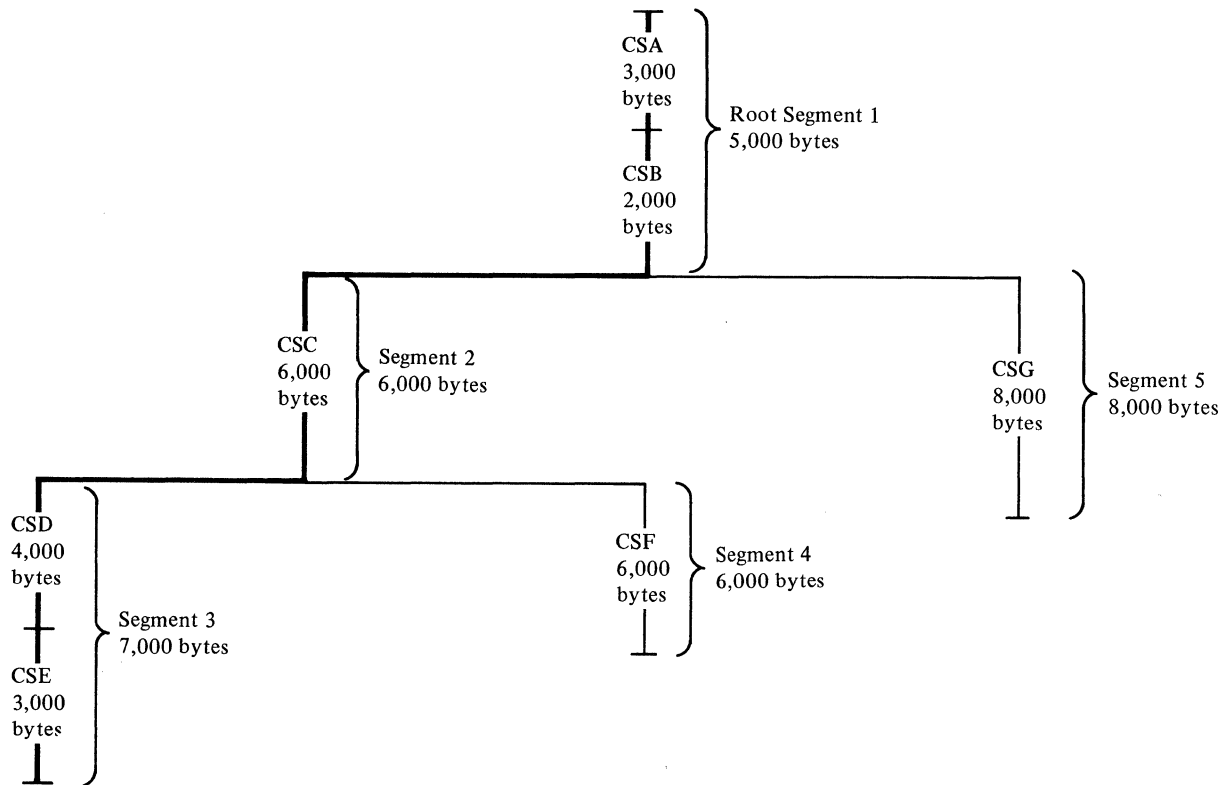 CSA
3,000
bytes
Root Segment 1
5,000 bytes
CSB
2,000
bytes
CSC
6,000
bytes
Segment 2
6,000 bytes
CSG
8,000
bytes
Segment 5
8,000 bytes
CSD
4,000
bytes
CSF
6,000
bytes
Segment 4
6,000 bytes
Segment 3
7,000 bytes
CSE
3,000
bytes